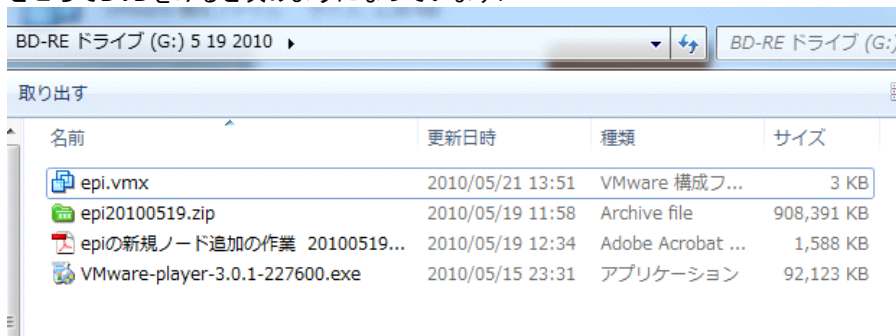 BD-RE ドライブ (G:) 5 19 2010
BD-RE ドライブ (G:)
取り出す
名前 更新日時 種類 サイズ
epi.vmx 2010/05/21 13:51 VMware 構成フ... 3 KB
epi20100519.zip 2010/05/19 11:58 Archive file 908,391 KB
epiの新規ノード追加の作業 20100519... 2010/05/19 12:34 Adobe Acrobat ... 1,588 KB
VMware-player-3.0.1-227600.exe 2010/05/15 23:31 アプリケーション 92,123 KB